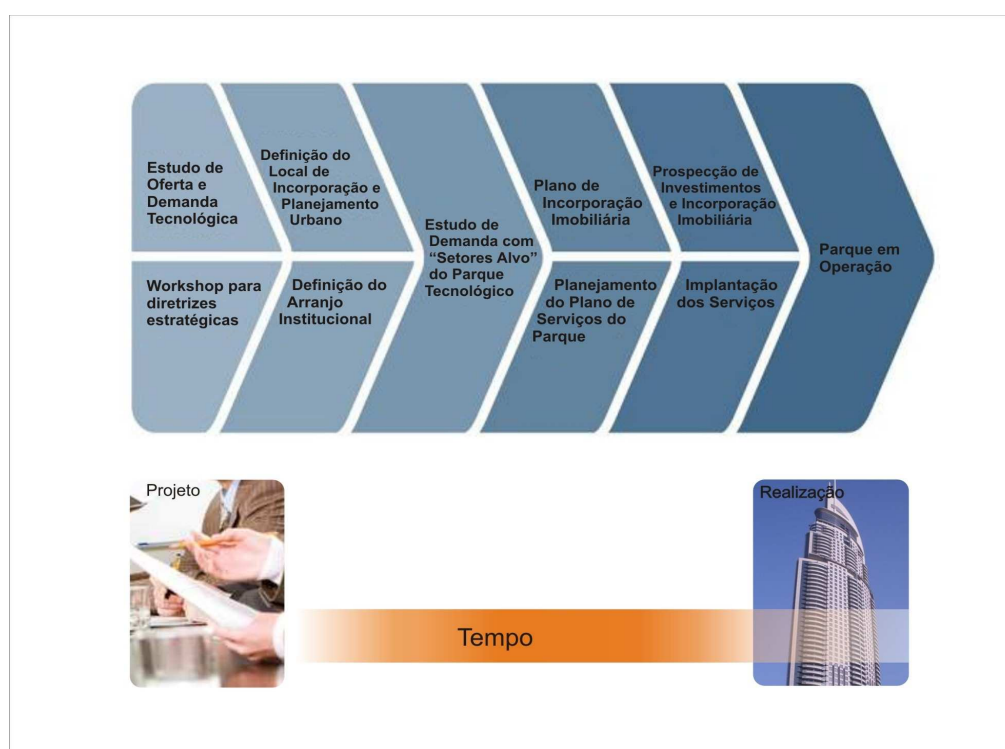 Estudo de
Oferta e
Demanda
Tecnológica
Workshop para
diretrizes
estratégicas
Definição do
Local de
Incorporação e
Planejamento
Urbano
Definição do
Arranjo
Institucional
Estudo de
Demanda com
“Setores Alvo”
do Parque
Tecnológico
Plano de
Incorporação
Imobiliária
Planejamento
do Plano de
Serviços do
Parque
Prospecção de
Investimentos
e Incorporação
Imobiliária
Implantação
dos Serviços
Parque em
Operação
Projeto
Realização
Tempo